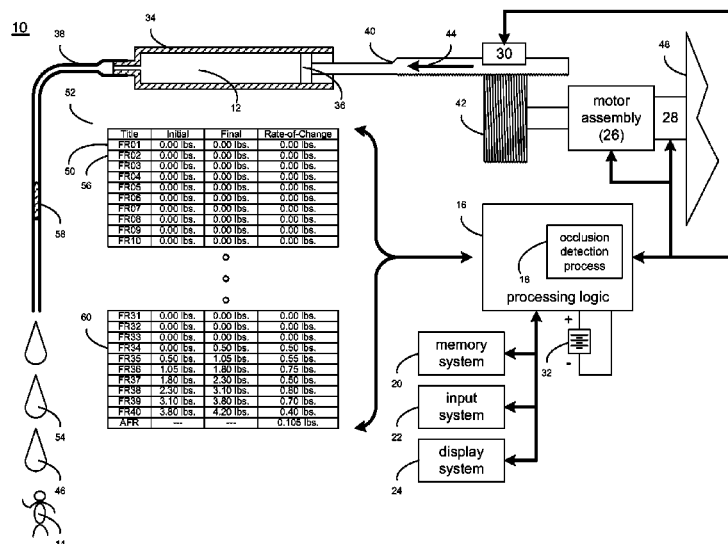 10
34
38
40
44
30
48
12
36
52
42
motor
assembly
(26)
28
Title Initial Final Rate-of-Change
50
FR01 0.00 lbs. 0.00 lbs. 0.00 lbs.
56
FR02 0.00 lbs. 0.00 lbs. 0.00 lbs.
FR03 0.00 lbs. 0.00 lbs. 0.00 lbs.
FR04 0.00 lbs. 0.00 lbs. 0.00 lbs.
FR05 0.00 lbs. 0.00 lbs. 0.00 lbs.
FR06 0.00 lbs. 0.00 lbs. 0.00 lbs.
FR07 0.00 lbs. 0.00 lbs. 0.00 lbs.
FR08 0.00 lbs. 0.00 lbs. 0.00 lbs.
FR09 0.00 lbs. 0.00 lbs. 0.00 lbs.
FR10 0.00 lbs. 0.00 lbs. 0.00 lbs.
58
16
18
occlusion
detection
process
processing logic
60
FR31 0.00 lbs. 0.00 lbs. 0.00 lbs.
FR32 0.00 lbs. 0.00 lbs. 0.00 lbs.
FR33 0.00 lbs. 0.00 lbs. 0.00 lbs.
FR34 0.00 lbs. 0.50 lbs. 0.50 lbs.
FR35 0.50 lbs. 1.05 lbs. 0.55 lbs.
FR36 1.05 lbs. 1.80 lbs. 0.75 lbs.
FR37 1.80 lbs. 2.30 lbs. 0.50 lbs.
FR38 2.30 lbs. 3.10 lbs. 0.80 lbs.
FR39 3.10 lbs. 3.80 lbs. 0.70 lbs.
FR40 3.80 lbs. 4.20 lbs. 0.40 lbs.
AFR --- --- 0.105 lbs.
+
-
32
memory
system
20
input
system
22
display
system
24
54
46